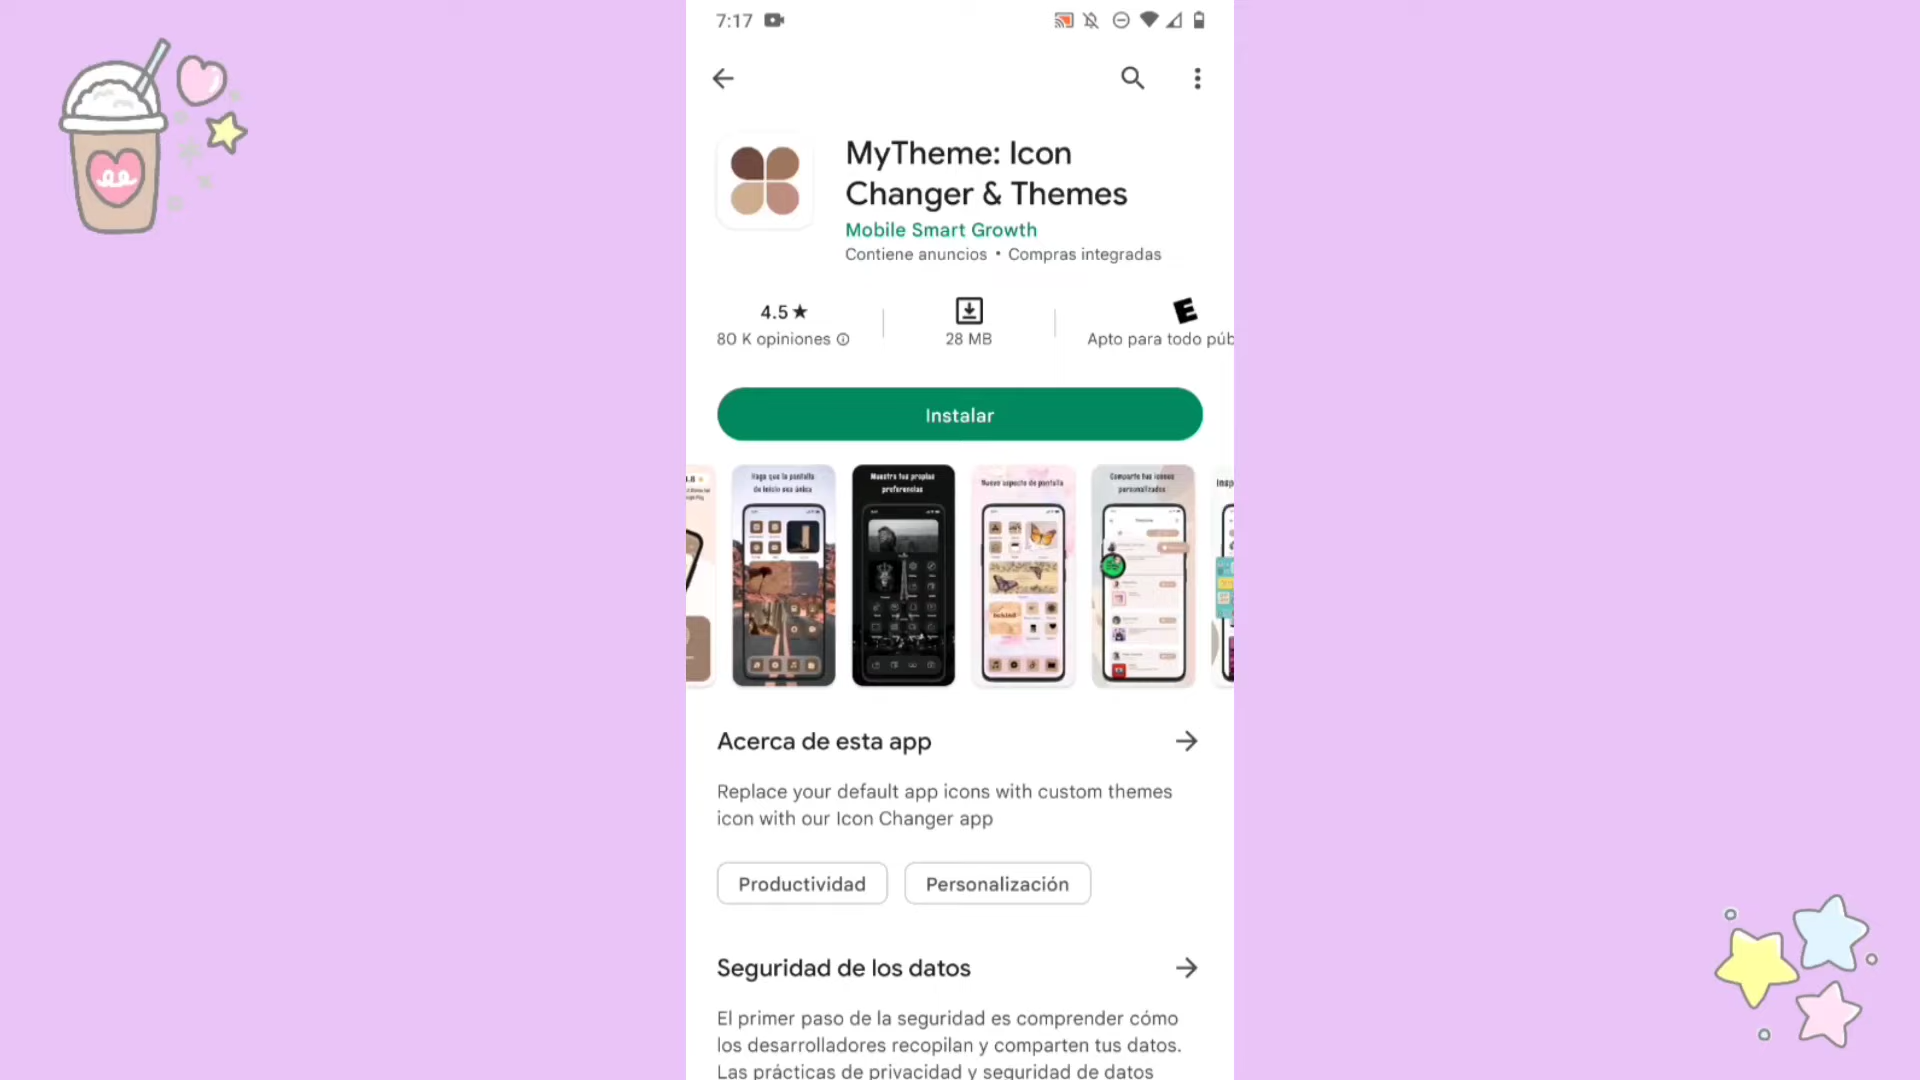 7:17
MyTheme: Icon
Changer & Themes
Mobile Smart Growth
Contiene anuncios • Compras integradas
4.5★
80 K opiniones
28 MB
E
Apto para todo púb
Instalar
Haga que la pantalla
de inicio sea única
Muestra tus propias
preferencias
Nuevo aspecto de pantalla
Comparte tus iconos
personalizados
Insp
Acerca de esta app
Replace your default app icons with custom themes
icon with our Icon Changer app
Productividad
Personalización
Seguridad de los datos
El primer paso de la seguridad es comprender cómo
los desarrolladores recopilan y comparten tus datos.
Las prácticas de privacidad y seguridad de datos